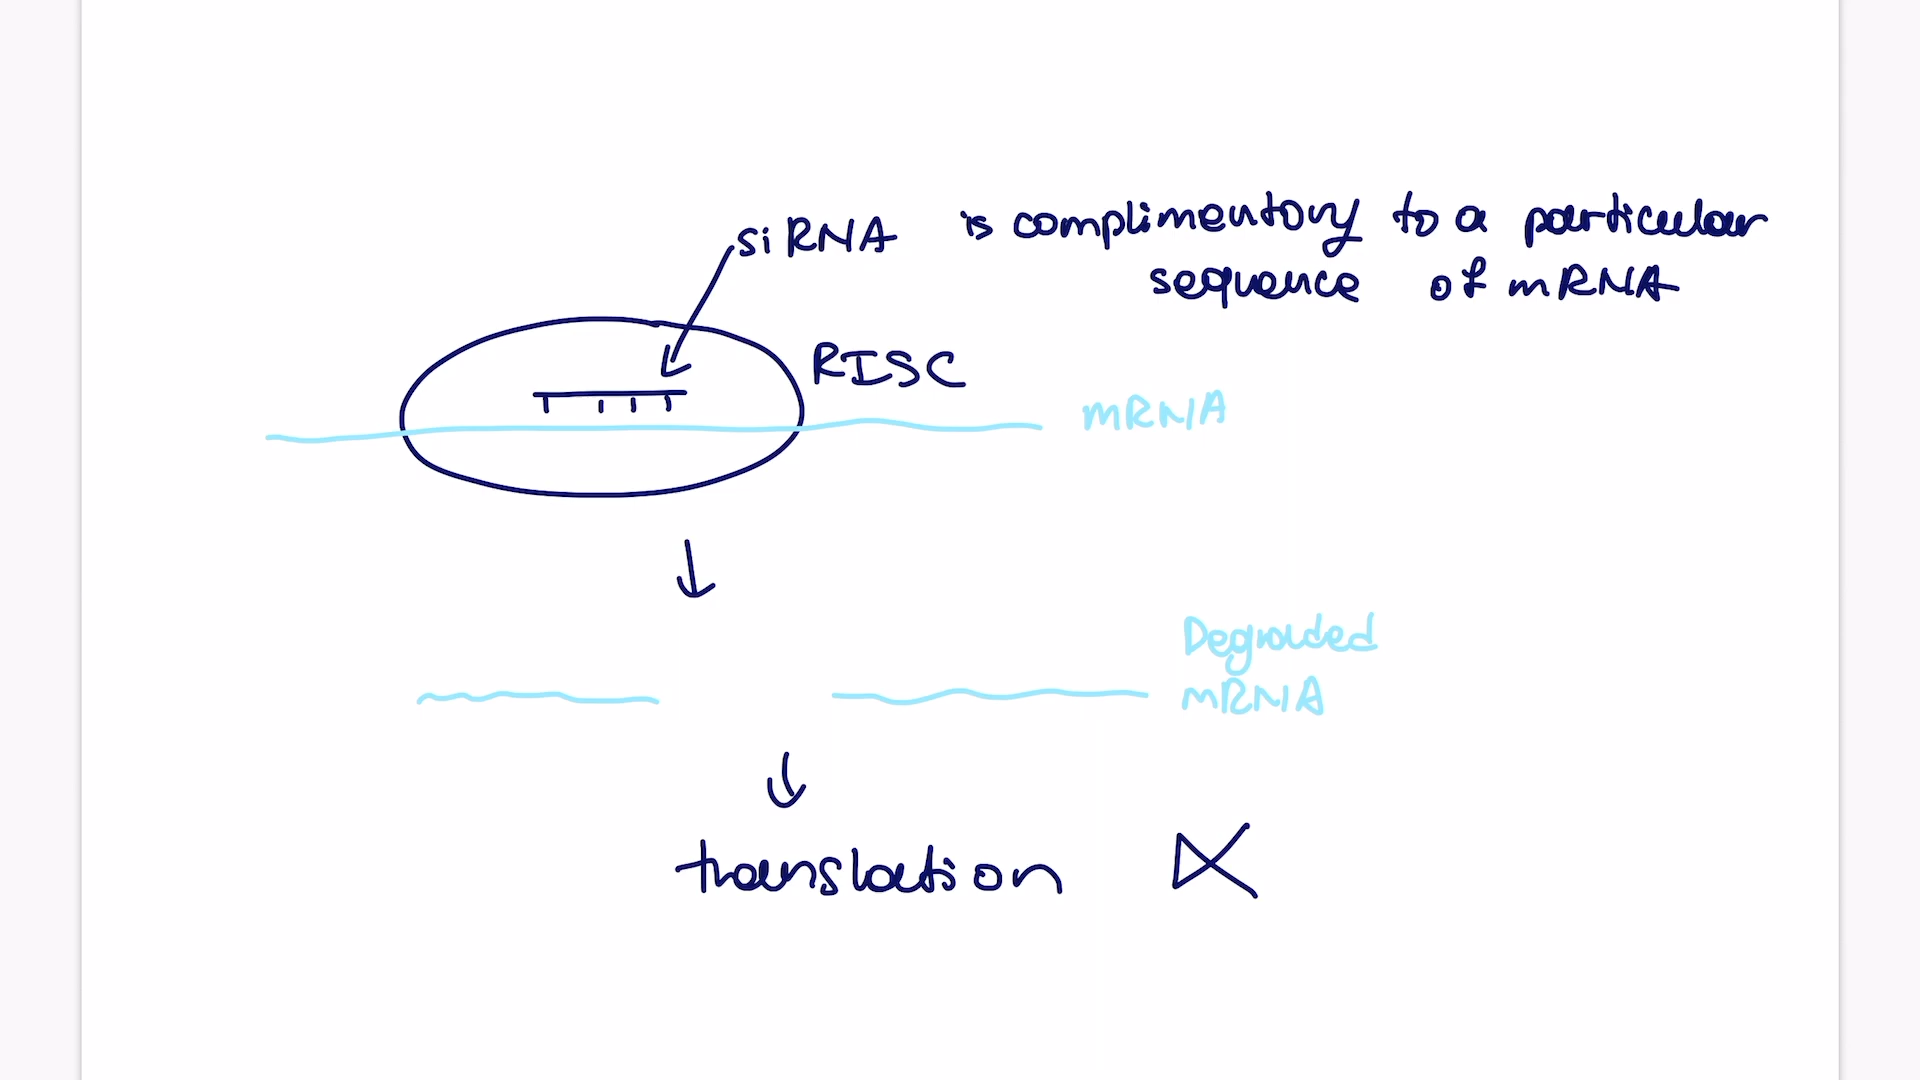 siRNA is complimentory to a particular
sequence of mRNA
RISC
mRNA
Degraded
mRNA
translation